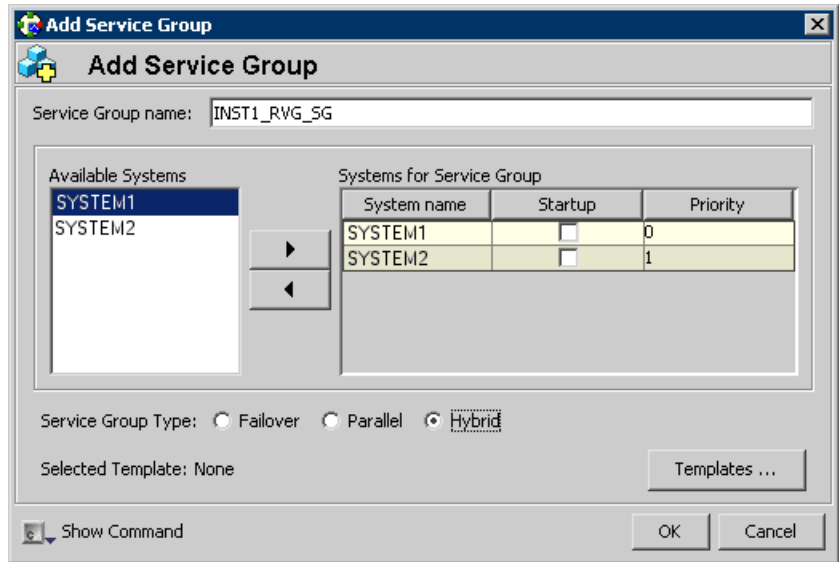 Add Service Group
Add Service Group
Service Group name: INST1_RVG_SG
Available Systems
SYSTEM1
SYSTEM2
Systems for Service Group
System name Startup Priority
SYSTEM1 0
SYSTEM2 1
Service Group Type: Failover Parallel Hybrid
Selected Template: None
Templates ...
c Show Command
OK Cancel